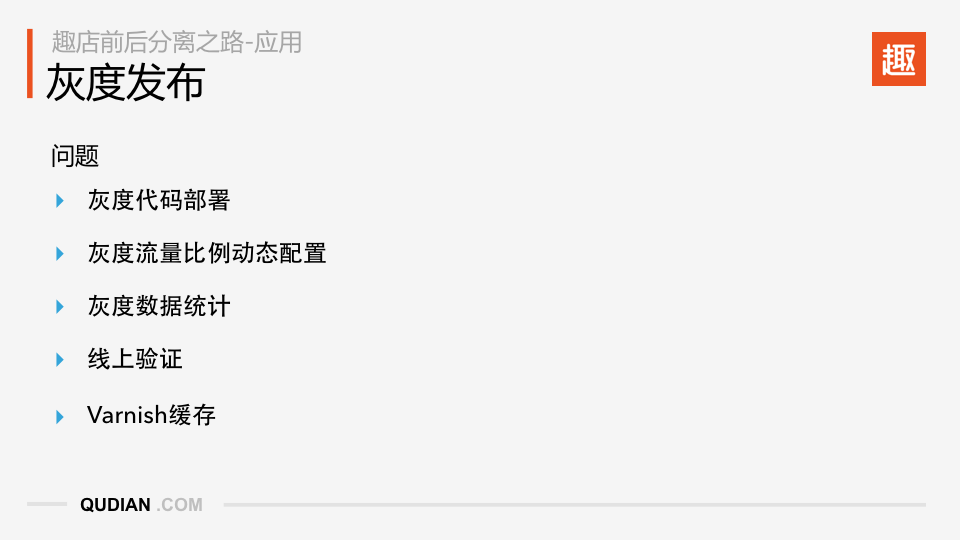 趣店前后分离之路-应用
灰度发布
趣
问题
灰度代码部署
灰度流量比例动态配置
灰度数据统计
线上验证
Varnish缓存
QUDIAN .COM